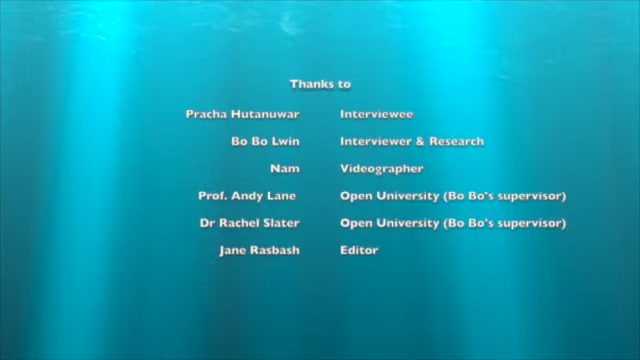 Thanks to
Pracha Hutanuwar Interviewee
Bo Bo Lwin Interviewer & Research
Nam Videographer
Prof. Andy Lane Open University (Bo Bo's supervisor)
Dr Rachel Slater Open University (Bo Bo's supervisor)
Jane Rasbash Editor